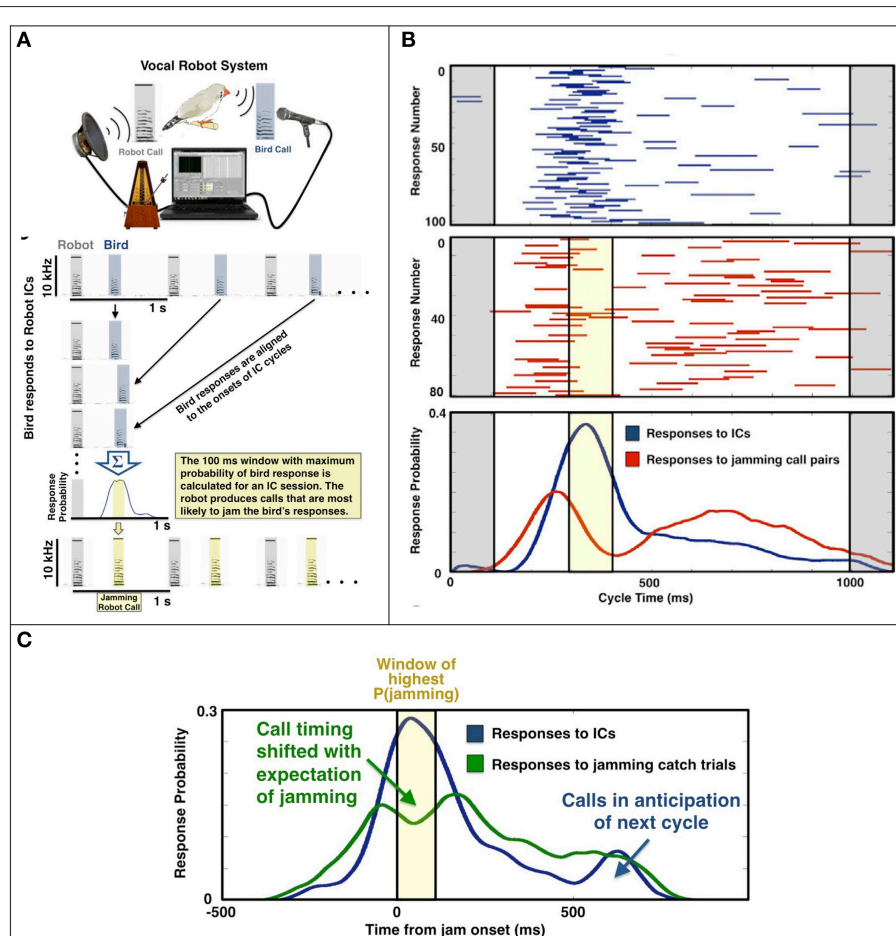 A
Vocal Robot System
Robot Call
Bird Call
Robot Bird
10 kHz
1 s
Bird responds to Robot ICs
Bird responses are aligned
to the onsets of IC cycles
Σ
Response
Probability
1 s
The 100 ms window with maximum
probability of bird response is
calculated for an IC session. The
robot produces calls that are most
likely to jam the bird's responses.
10 kHz
Jamming
Robot Call
1 s
B
Response Number
0
50
100
Response Number
0
40
80
Response Probability
0.4
0
Responses to ICs
Responses to jamming call pairs
0 500 1000
Cycle Time (ms)
C
Window of
highest
P(jamming)
Response Probability
0.3
0
Call timing
shifted with
expectation
of jamming
Responses to ICs
Responses to jamming catch trials
Calls in anticipation
of next cycle
-500 0 500
Time from jam onset (ms)